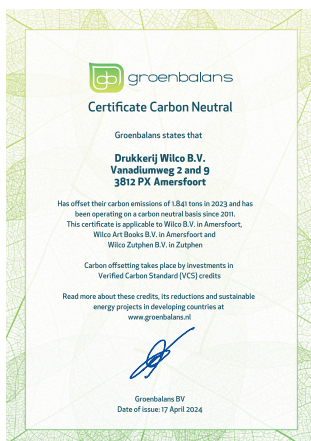 gb groenbalans
Certificate Carbon Neutral
Groenbalans states that
Drukkerij Wilco B.V.
Vanadiumweg 2 and 9
3812 PX Amersfoort
Has offset their carbon emissions of 1.841 tons in 2023 and has
been operating on a carbon neutral basis since 2011.
This certificate is applicable to Wilco B.V. in Amersfoort,
Wilco Art Books B.V. in Amersfoort and
Wilco Zutphen B.V. in Zutphen
Carbon offsetting takes place by investments in
Verified Carbon Standard (VCS) credits
Read more about these credits, its reductions and sustainable
energy projects in developing countries at
www.groenbalans.nl
Groenbalans BV
Date of issue: 17 April 2024